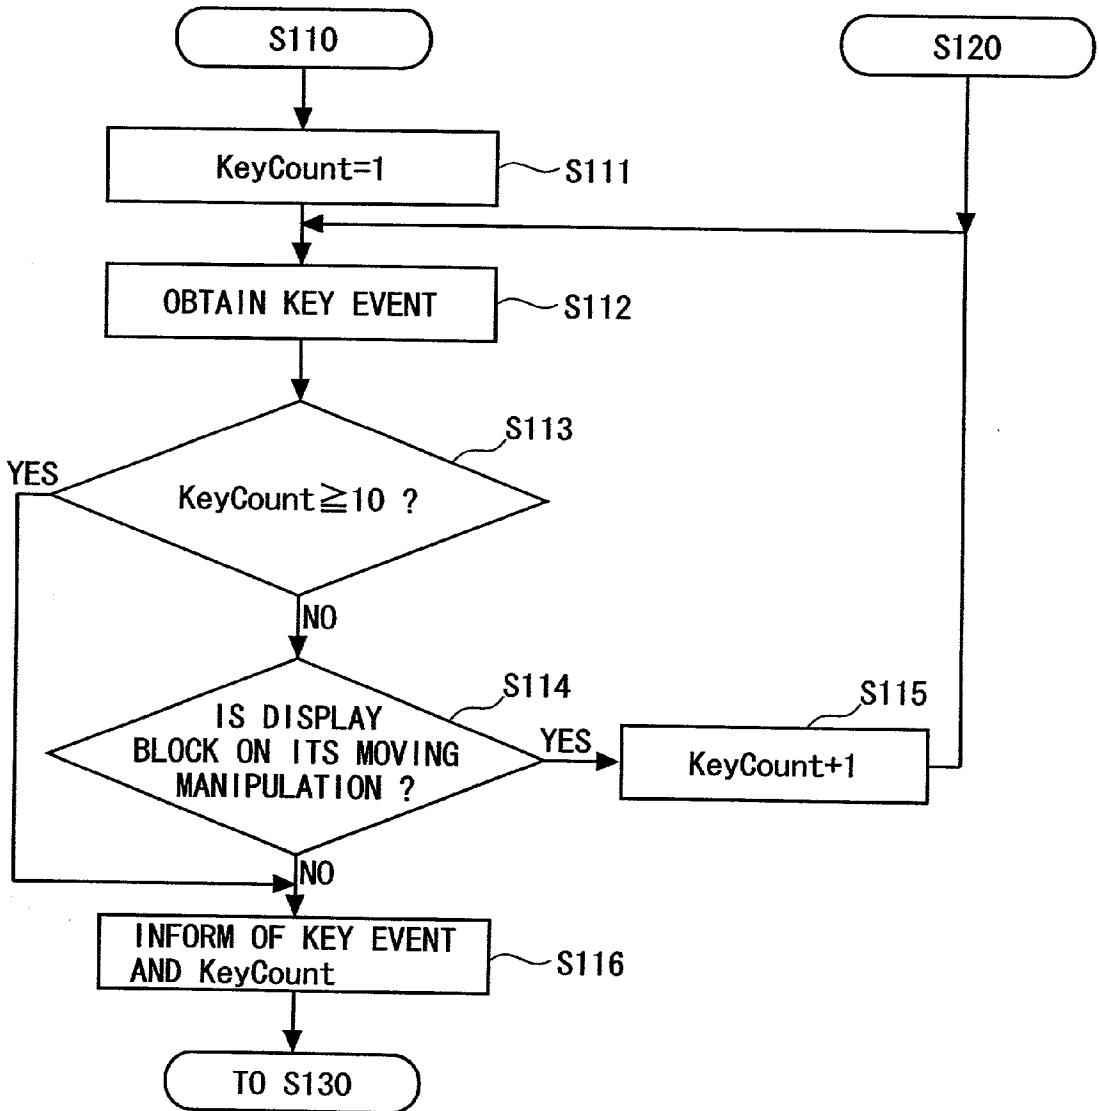 S110
S120
KeyCount=1
S111
OBTAIN KEY EVENT
S112
S113
YES
KeyCount≧10 ?
NO
S114
IS DISPLAY
BLOCK ON ITS MOVING
MANIPULATION ?
YES
S115
KeyCount+1
NO
INFORM OF KEY EVENT
AND KeyCount
S116
TO S130